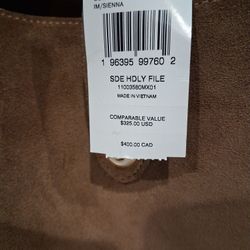 IM/SIENNA
1 96395 99760 2
SDE HDLY FILE
11003580MX01
MADE IN VIETNAM
COMPARABLE VALUE
$325.00 USD
$400.00 CAD